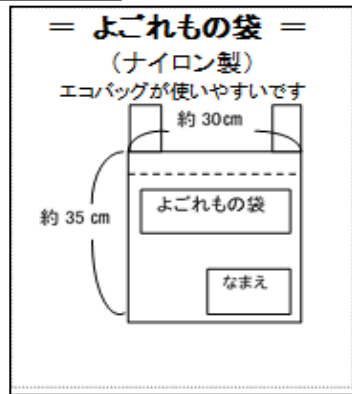 ＝ よごれもの袋 ＝
（ナイロン製）
エコバッグが使いやすいです
約 30㎝
約 35 ㎝
よごれもの袋
なまえ